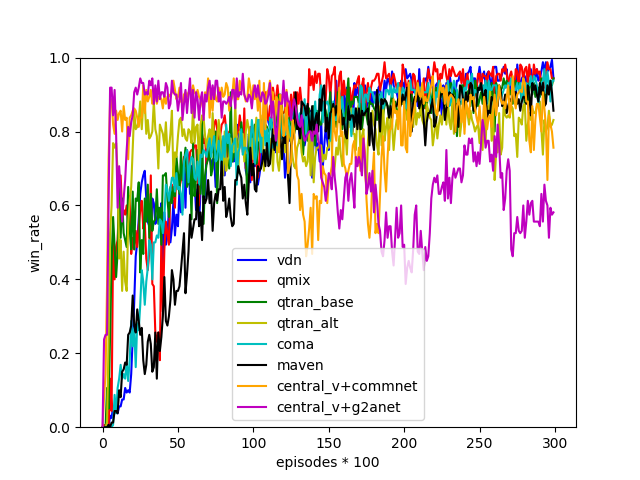 1.0
0.8
0.6
0.4
0.2
0.0
win_rate
vdn
qmix
qtran_base
qtran_alt
coma
maven
central_v+commnet
central_v+g2anet
0 50 100 150 200 250 300
episodes * 100